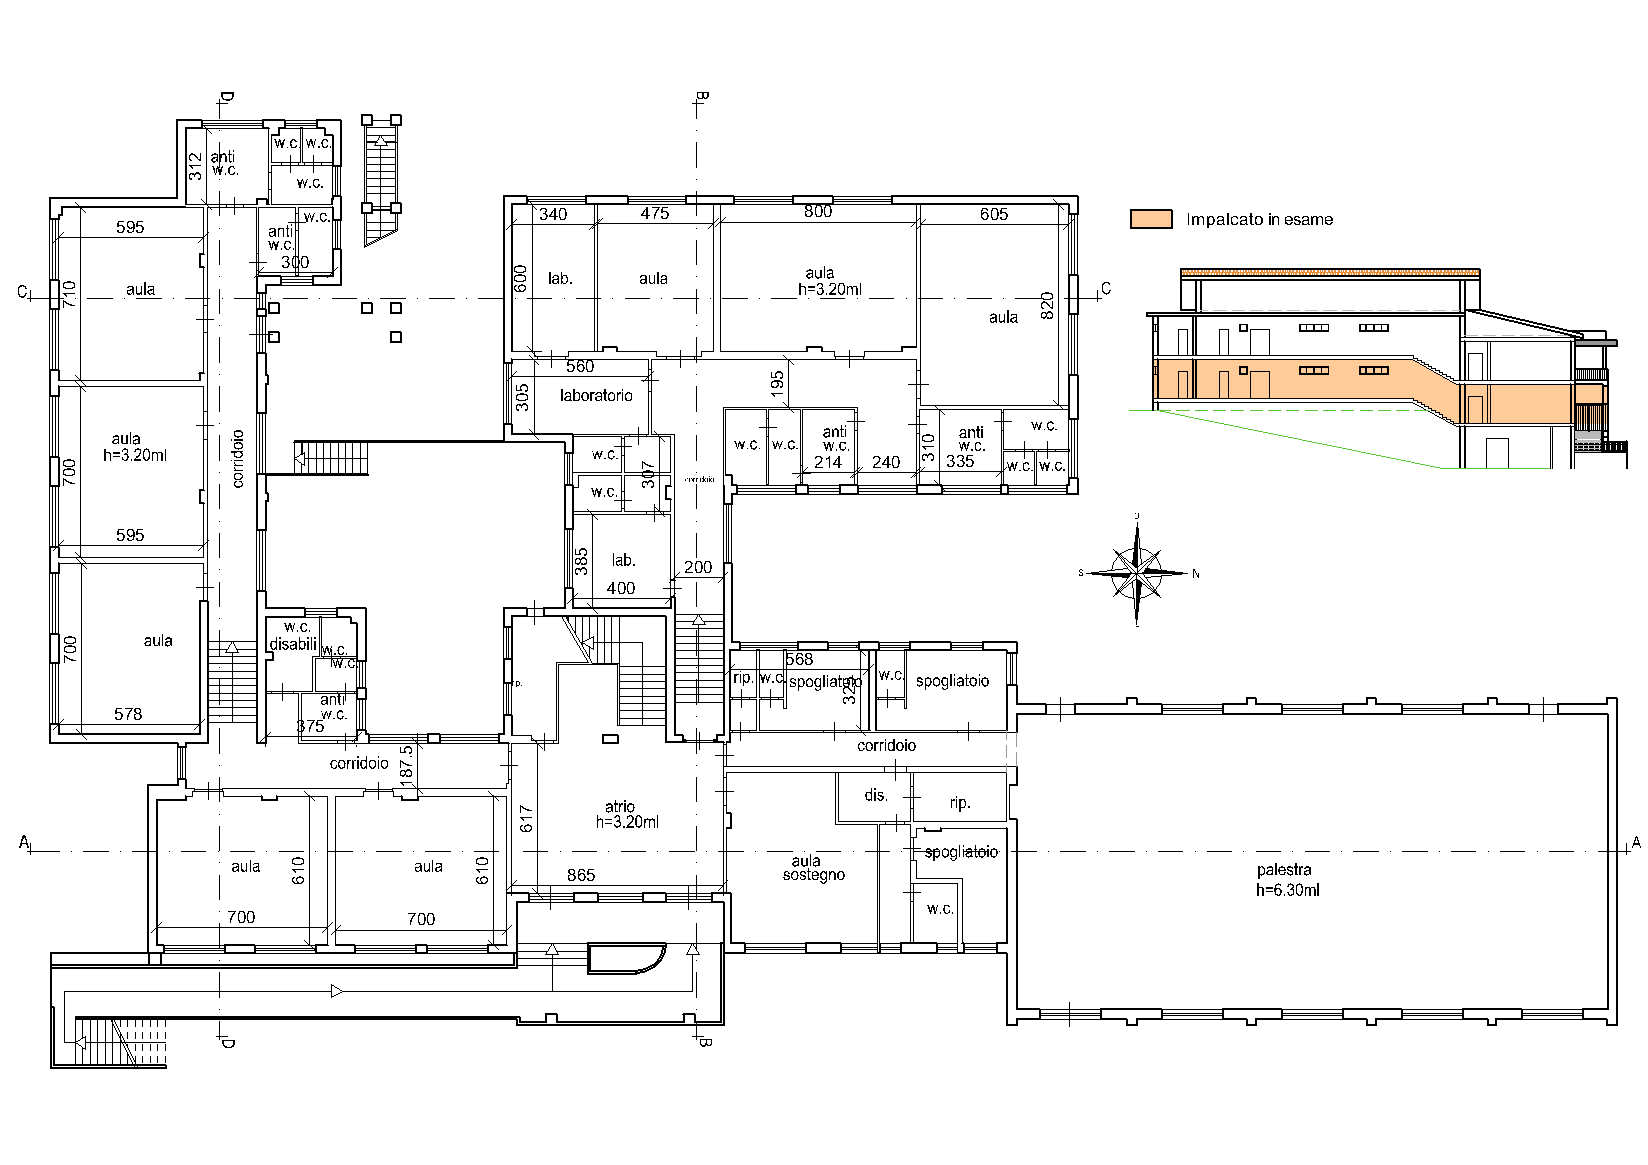 D
B
312
anti
w.c.
w.c.
w.c.
w.c.
w.c.
anti
w.c.
300
595
710
aula
340
475
800
605
Impalcato in esame
600
lab.
aula
aula
h=3.20ml
820
aula
C
C
560
305
laboratorio
195
aula
h=3.20ml
corridoio
700
595
w.c.
307
w.c.
corridoio
w.c.
w.c.
anti
w.c.
214
240
310
anti
w.c.
335
w.c.
w.c.
w.c.
385
lab.
400
200
S
N
aula
700
578
w.c.
disabili
w.c.
w.c.
anti
w.c.
375
568
rip.
w.c.
spogliatoio
w.c.
spogliatoio
corridoio
187.5
corridoio
617
atrio
h=3.20ml
865
dis.
rip.
A
A
aula
610
700
aula
610
700
aula
sostegno
spogliatoio
w.c.
palestra
h=6.30ml
D
B